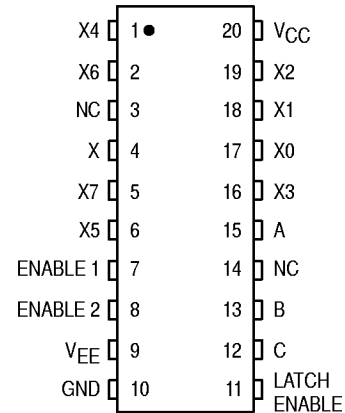 X4 1 20 VCC
X6 2 19 X2
NC 3 18 X1
X 4 17 X0
X7 5 16 X3
X5 6 15 A
ENABLE 1 7 14 NC
ENABLE 2 8 13 B
VEE 9 12 C
GND 10 11 LATCH
ENABLE